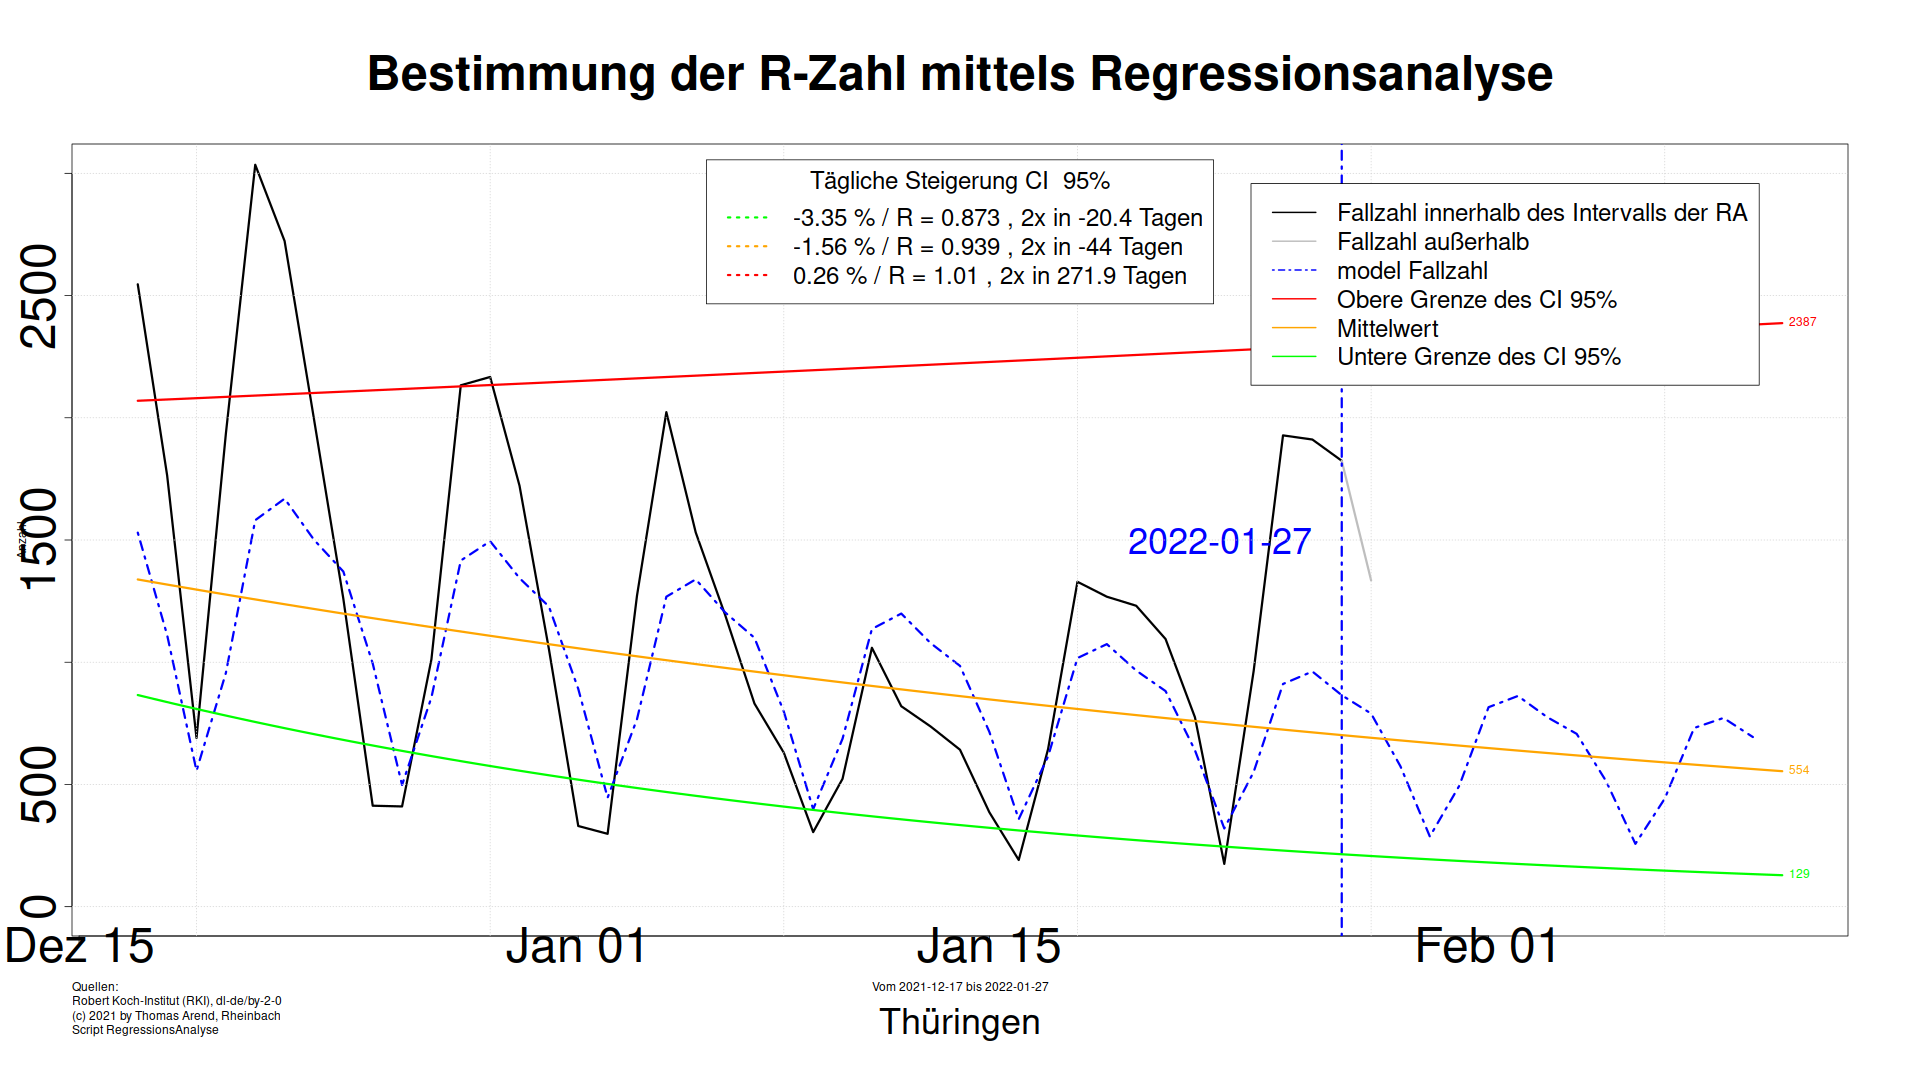 Bestimmung der R-Zahl mittels Regressionsanalyse
Tägliche Steigerung CI 95%
-3.35 % / R = 0.873 , 2x in -20.4 Tagen
-1.56 % / R = 0.939 , 2x in -44 Tagen
0.26 % / R = 1.01 , 2x in 271.9 Tagen
Fallzahl innerhalb des Intervalls der RA
Fallzahl außerhalb
model Fallzahl
Obere Grenze des CI 95%
Mittelwert
Untere Grenze des CI 95%
2500
1500
500
0
Anzahl
2387
2022-01-27
554
129
Dez 15
Jan 01
Jan 15
Feb 01
Quellen:
Robert Koch-Institut (RKI), dl-de/by-2-0
(c) 2021 by Thomas Arend, Rheinbach
Script RegressionsAnalyse
Vom 2021-12-17 bis 2022-01-27
Thüringen